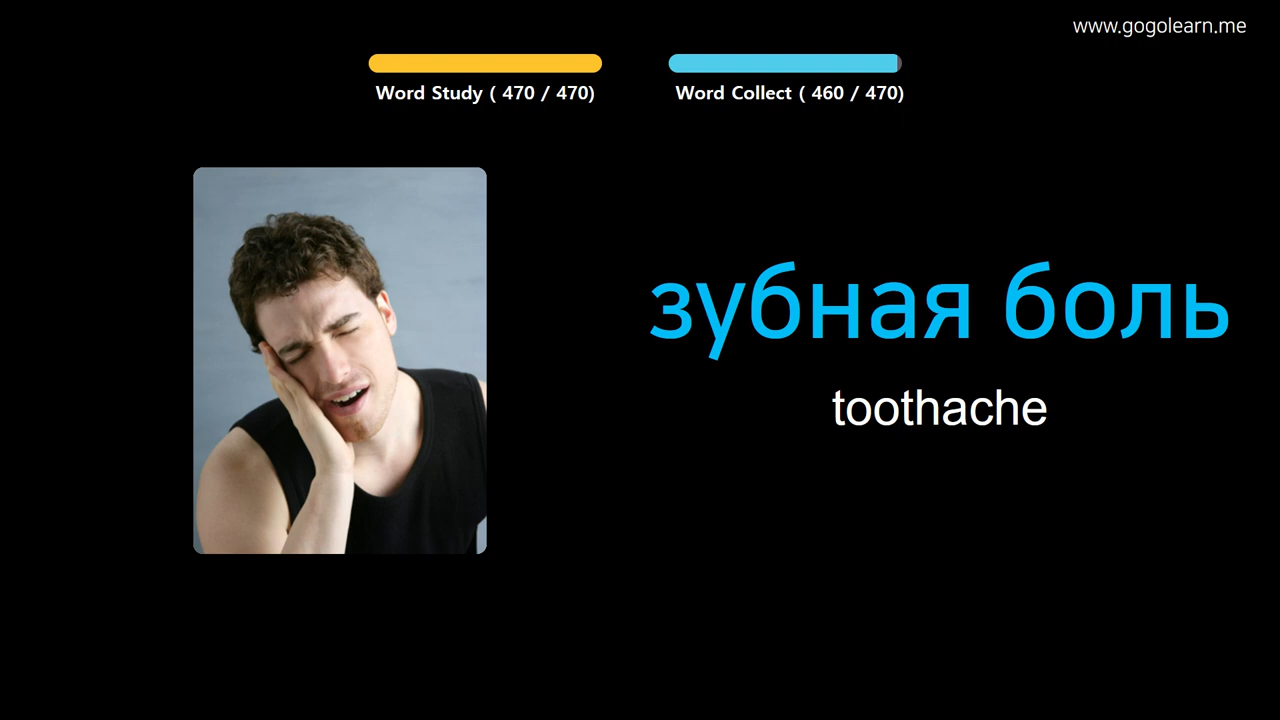 www.gogolearn.me
Word Study ( 470 / 470)
Word Collect ( 460 / 470)
зубная боль
toothache